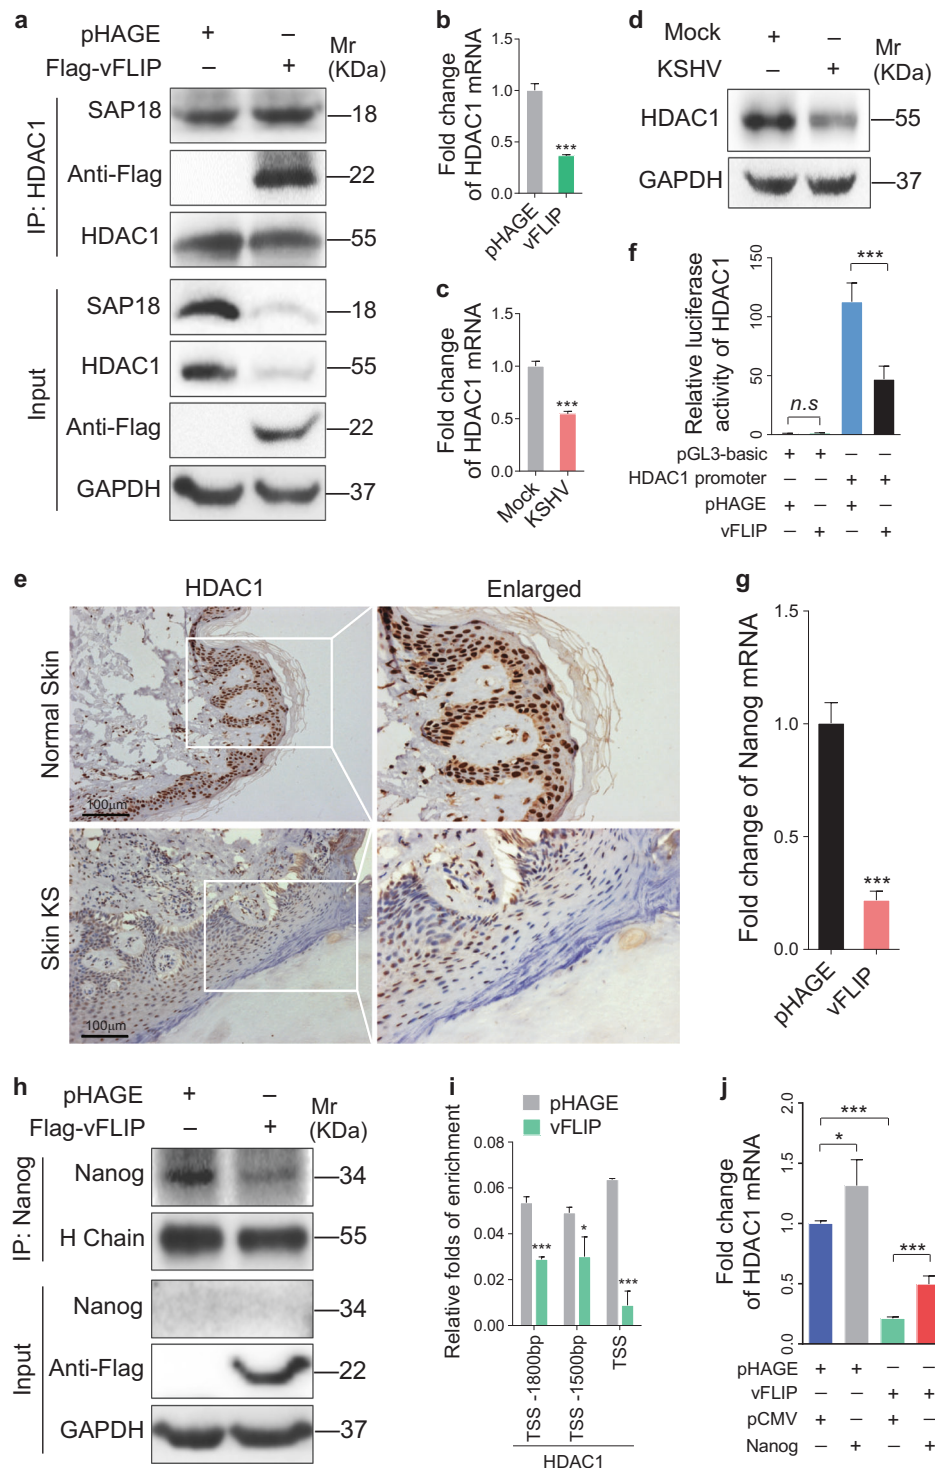 a
pHAGE + −
Flag-vFLIP − +
Mr
(KDa)
IP: HDAC1
SAP18 18
Anti-Flag 22
HDAC1 55
Input
SAP18 18
HDAC1 55
Anti-Flag 22
GAPDH 37
b
Fold change
of HDAC1 mRNA
1.5
1.0
0.5
0.0
***
pHAGE
vFLIP
c
Fold change
of HDAC1 mRNA
1.5
1.0
0.5
0.0
***
Mock
KSHV
d
Mock + −
KSHV − +
Mr
(KDa)
HDAC1 55
GAPDH 37
f
Relative luciferase
activity of HDAC1
150
100
50
0
n.s
***
pGL3-basic + + − −
HDAC1 promoter − − + +
pHAGE + − + −
vFLIP − + − +
e
HDAC1 Enlarged
Normal Skin
100μm
Skin KS
100μm
g
Fold change of Nanog mRNA
1.5
1.0
0.5
0.0
***
pHAGE
vFLIP
h
pHAGE + −
Flag-vFLIP − +
Mr
(KDa)
IP: Nanog
Nanog 34
H Chain 55
Input
Nanog 34
Anti-Flag 22
GAPDH 37
i
pHAGE
vFLIP
Relative folds of enrichment
0.08
0.06
0.04
0.02
0.00
***
*
***
TSS -1800bp
TSS -1500bp
TSS
HDAC1
j
Fold change
of HDAC1 mRNA
2.0
1.5
1.0
0.5
0.0
***
*
***
pHAGE + + − −
vFLIP − − + +
pCMV + − + −
Nanog − + − +